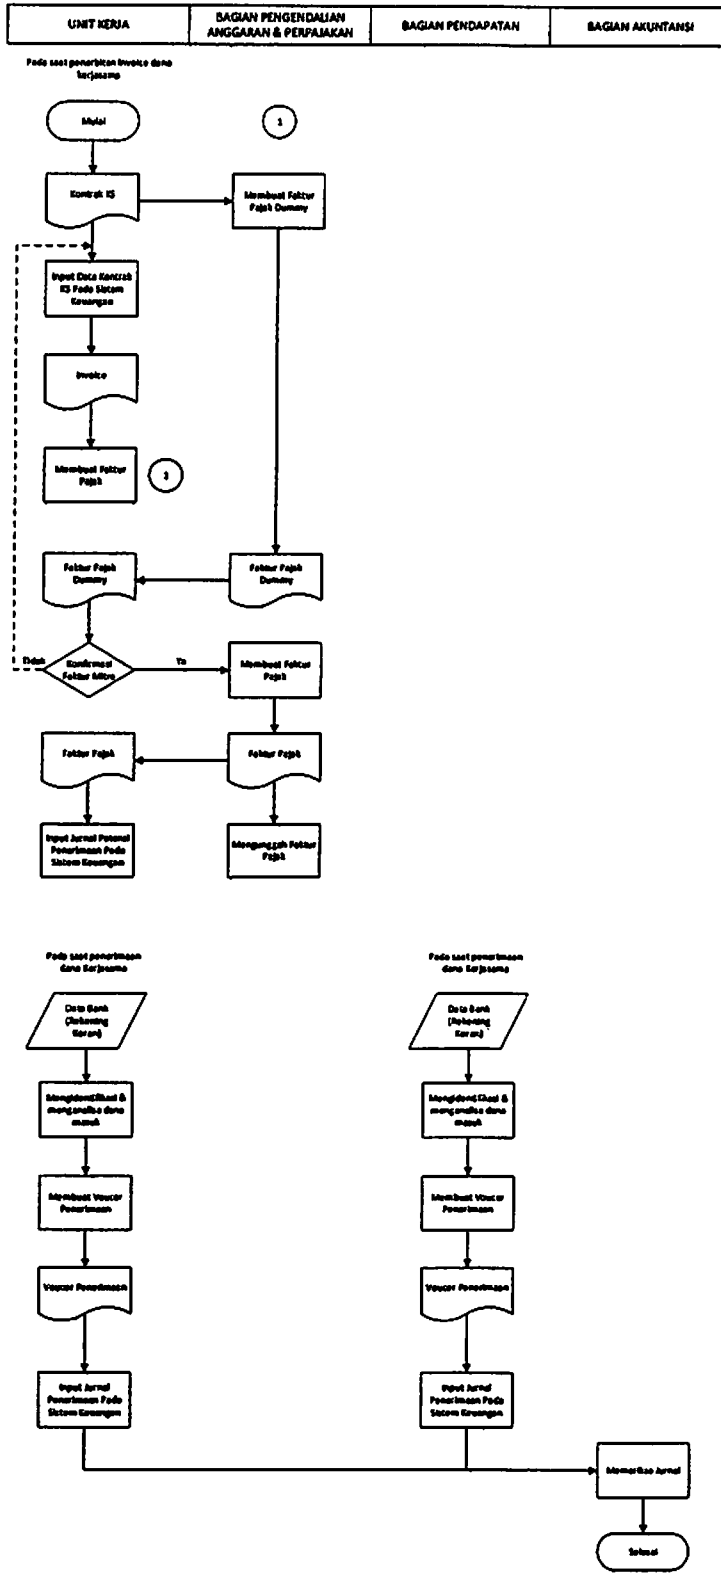 UNIT KERJA
BAGIAN PENGENDALIAN
ANGGARAN & PERPAJAKAN
BAGIAN PENDAPATAN
BAGIAN AKUNTANSI
Pada saat penerbitan Invoice dana
kerjasama
Mulai
1
Kontrak KS
Membuat Faktur
Pajak Dummy
Input Data Kontrak
KS Pada Sistem
Keuangan
Invoice
Membuat Faktur
Pajak
Faktur Pajak
Dummy
Faktur Pajak
Dummy
Tidak
Konfirmasi
Faktur Mitra
Ya
Membuat Faktur
Pajak
Faktur Pajak
Faktur Pajak
Input Jurnal Potensi
Penerimaan Pada
Sistem Keuangan
Mengunggah Faktur
Pajak
Pada saat penerimaan
dana Kerjasama
Pada saat penerimaan
dana Kerjasama
Data Bank
(Rekening
Koran)
Data Bank
(Rekening
Koran)
Mengidentifikasi &
menganalisa dana
masuk
Mengidentifikasi &
menganalisa dana
masuk
Membuat Voucer
Penerimaan
Membuat Voucer
Penerimaan
Voucer Penerimaan
Voucer Penerimaan
Input Jurnal
Penerimaan Pada
Sistem Keuangan
Input Jurnal
Penerimaan Pada
Sistem Keuangan
Memeriksa Jurnal
Selesai